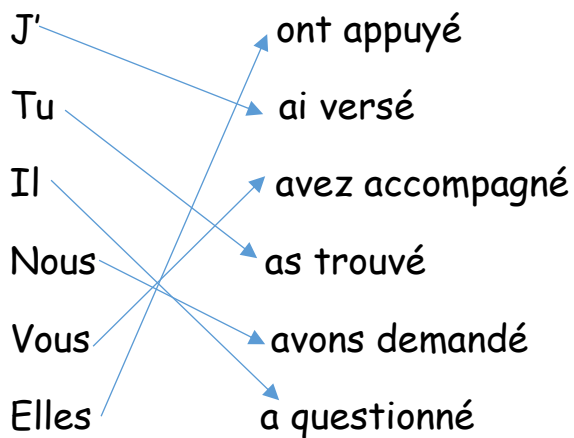 J' ont appuyé
Tu ai versé
Il avez accompagné
Nous as trouvé
Vous avons demandé
Elles a questionné